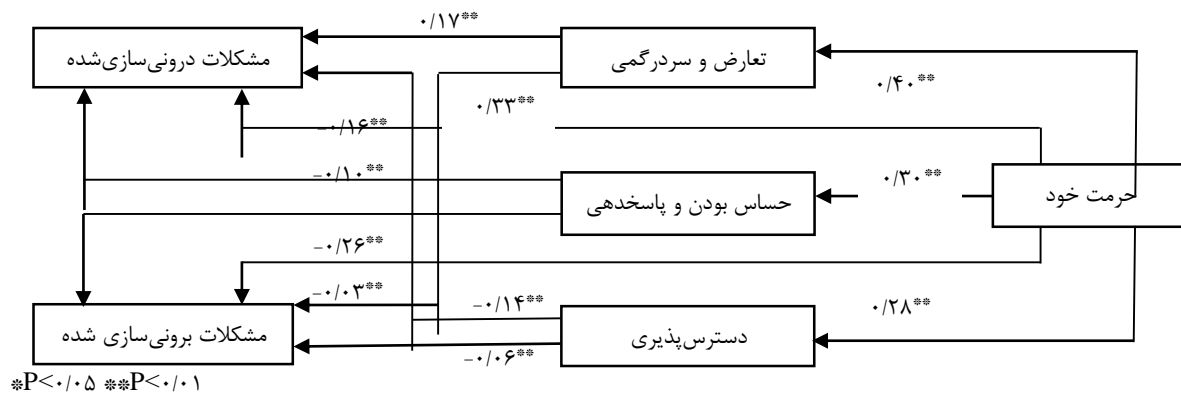 ۰/۱۷**
مشکلات درونی‌سازی‌شده
تعارض و سردرگمی
۰/۴۰**
۰/۳۳**
-۰/۱۶**
-۰/۱۰**
۰/۳۰**
حرمت خود
حساس بودن و پاسخدهی
-۰/۲۶**
-۰/۰۳**
-۰/۱۴**
۰/۲۸**
مشکلات برونی‌سازی شده
دسترس‌پذیری
-۰/۰۶**
*P<۰/۰۵ **P<۰/۰۱